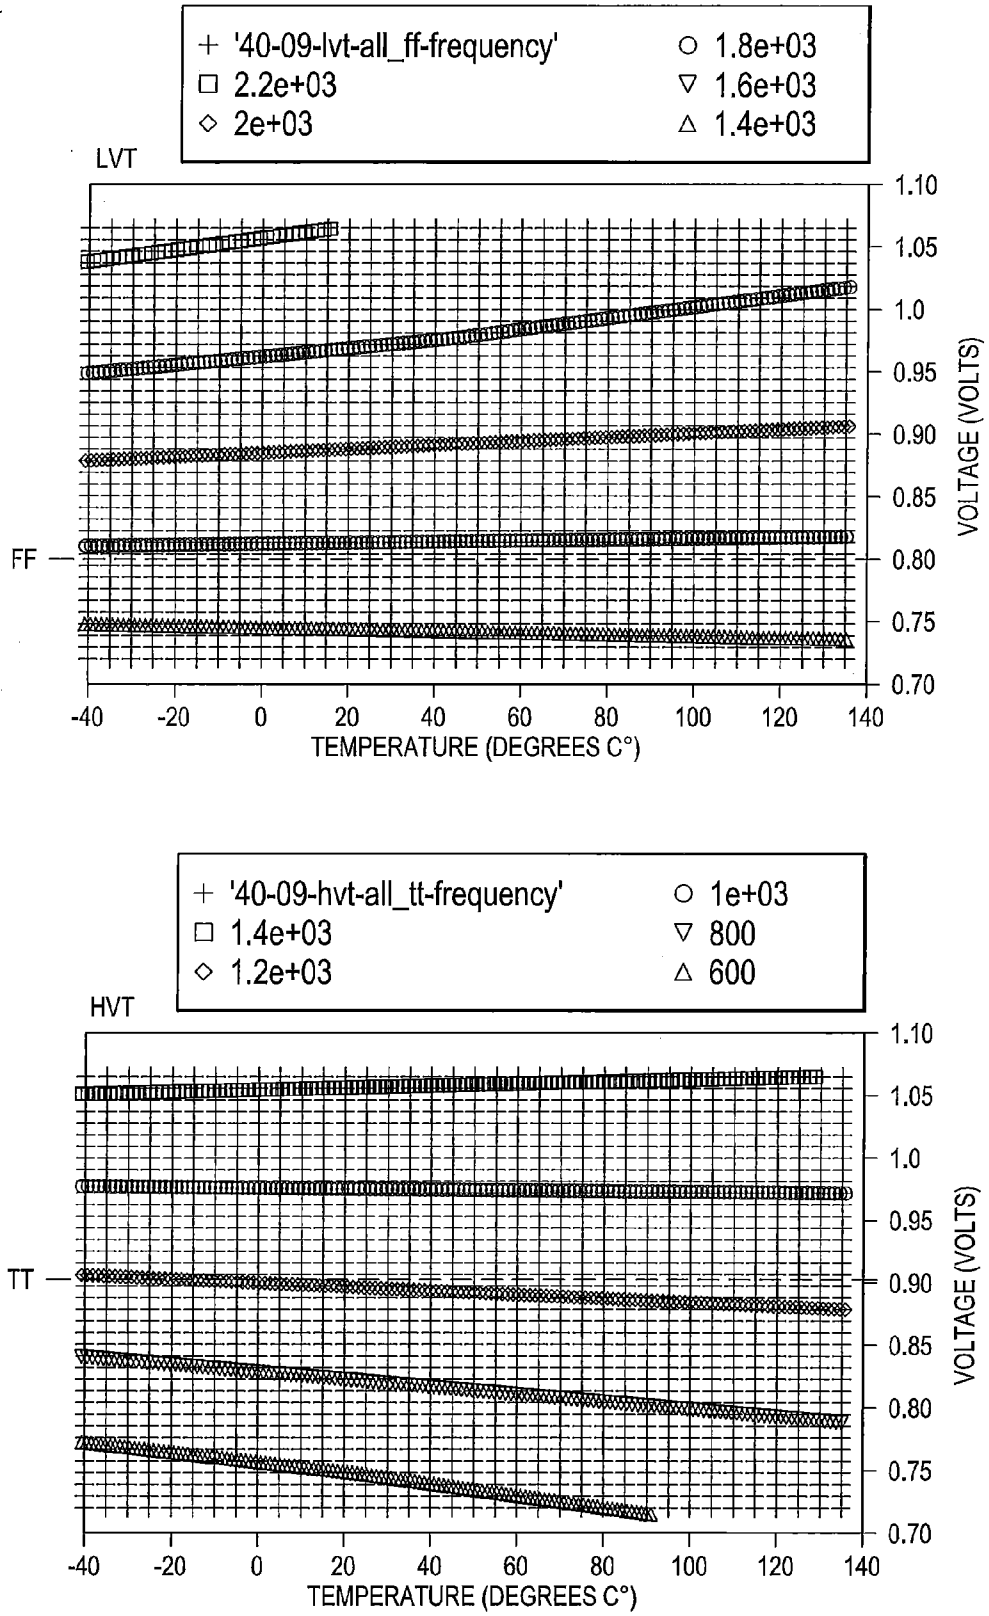 + '40-09-lvt-all_ff-frequency'
□ 2.2e+03
◇ 2e+03
○ 1.8e+03
▽ 1.6e+03
△ 1.4e+03
LVT
1.10
1.05
1.0
0.95
0.90
0.85
0.80
0.75
0.70
VOLTAGE (VOLTS)
FF
-40 -20 0 20 40 60 80 100 120 140
TEMPERATURE (DEGREES C°)
+ '40-09-hvt-all_tt-frequency'
□ 1.4e+03
◇ 1.2e+03
○ 1e+03
▽ 800
△ 600
HVT
1.10
1.05
1.0
0.95
0.90
0.85
0.80
0.75
0.70
VOLTAGE (VOLTS)
TT
-40 -20 0 20 40 60 80 100 120 140
TEMPERATURE (DEGREES C°)